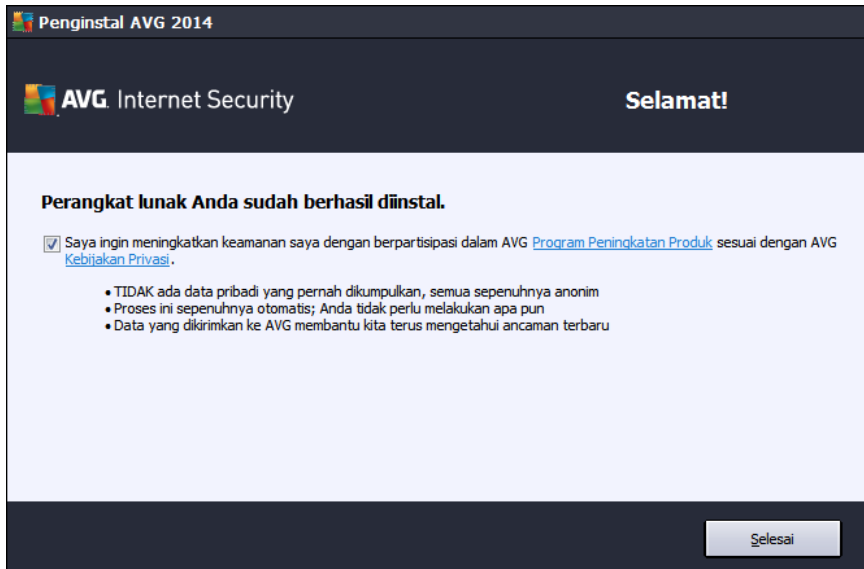 Penginstal AVG 2014
AVG. Internet Security
Selamat!
Perangkat lunak Anda sudah berhasil diinstal.
Saya ingin meningkatkan keamanan saya dengan berpartisipasi dalam AVG Program Peningkatan Produk sesuai dengan AVG
Kebijakan Privasi.
• TIDAK ada data pribadi yang pernah dikumpulkan, semua sepenuhnya anonim
• Proses ini sepenuhnya otomatis; Anda tidak perlu melakukan apa pun
• Data yang dikirimkan ke AVG membantu kita terus mengetahui ancaman terbaru
Selesai